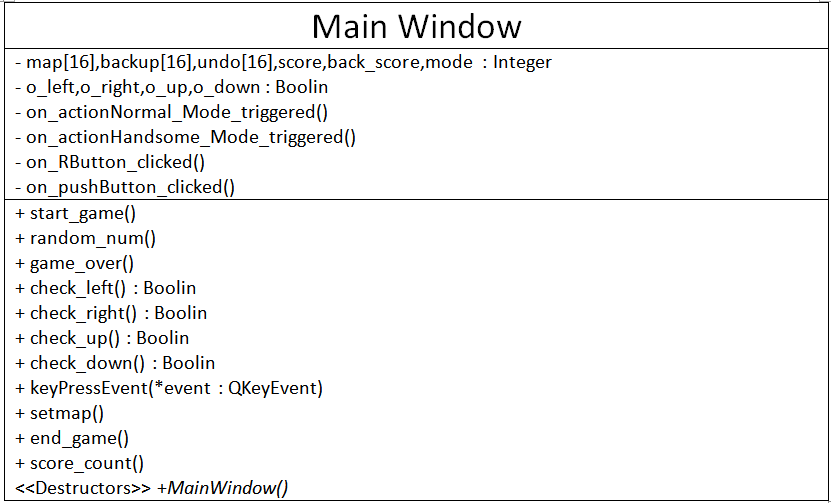 Main Window
- map[16],backup[16],undo[16],score,back_score,mode : Integer
- o_left,o_right,o_up,o_down : Boolin
- on_actionNormal_Mode_triggered()
- on_actionHandsome_Mode_triggered()
- on_RButton_clicked()
- on_pushButton_clicked()
+ start_game()
+ random_num()
+ game_over()
+ check_left() : Boolin
+ check_right() : Boolin
+ check_up() : Boolin
+ check_down() : Boolin
+ keyPressEvent(*event : QKeyEvent)
+ setmap()
+ end_game()
+ score_count()
<<Destructors>> +MainWindow()